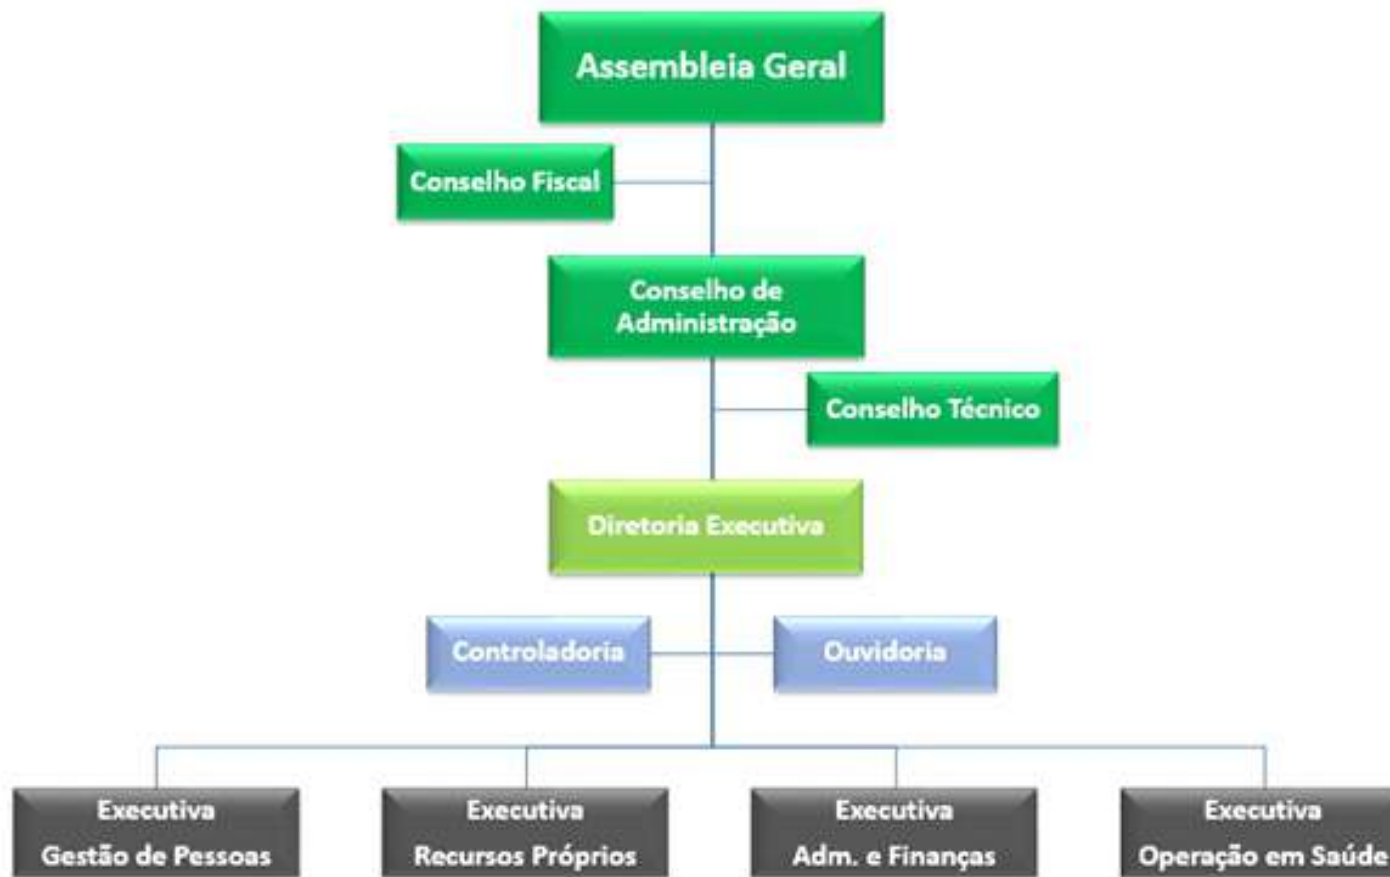 Assembleia Geral
Conselho Fiscal
Conselho de
Administração
Conselho Técnico
Diretoria Executiva
Controladoria
Ouvidoria
Executiva
Gestão de Pessoas
Executiva
Recursos Próprios
Executiva
Adm. e Finanças
Executiva
Operação em Saúde